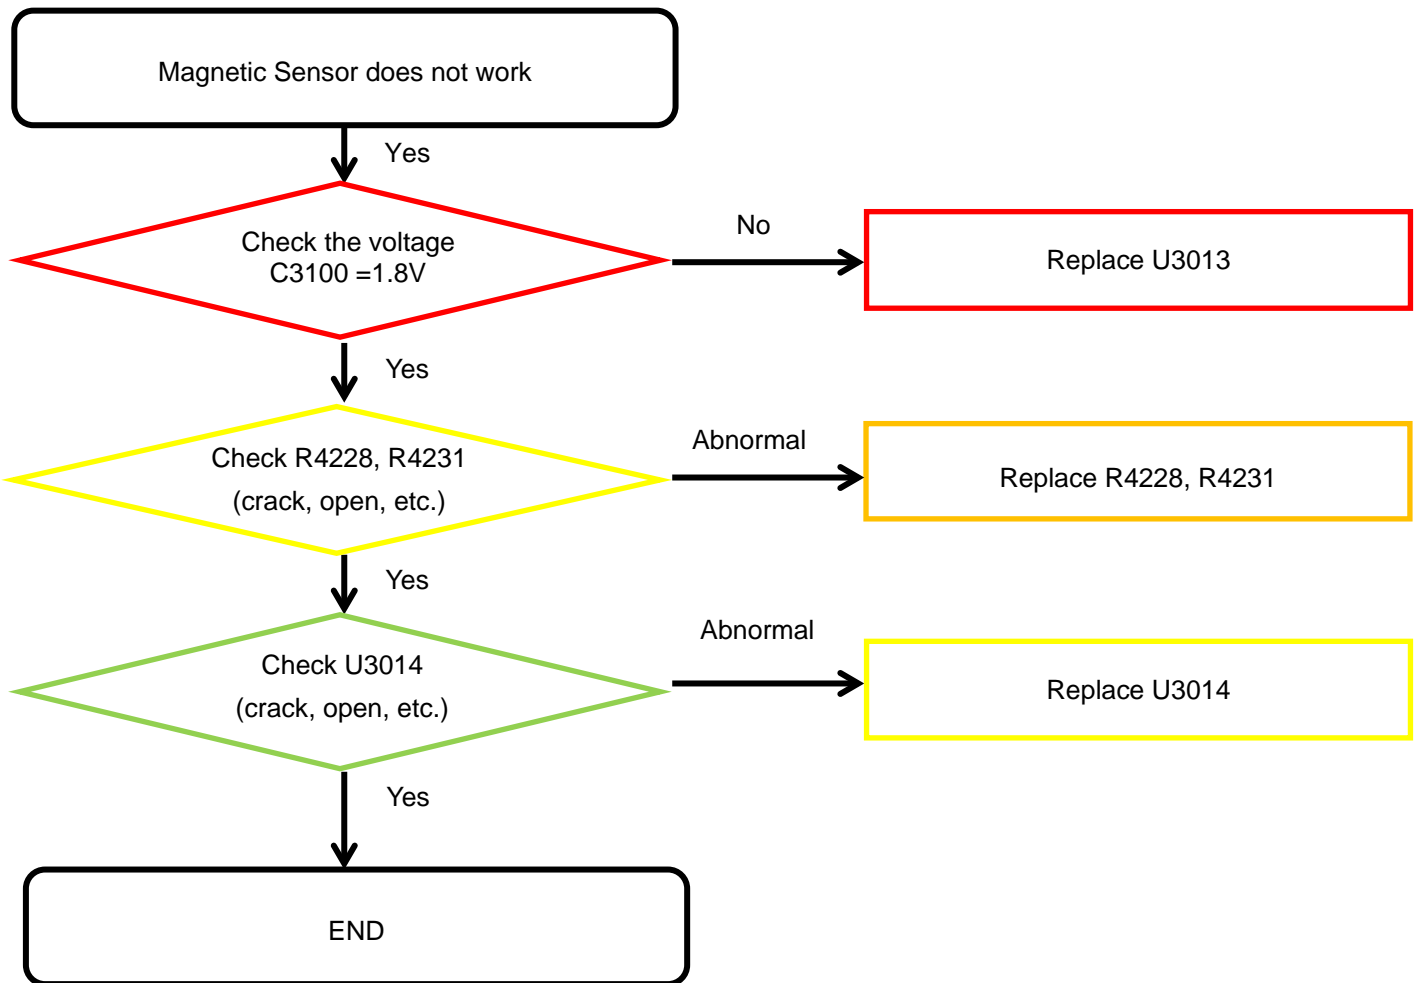 Magnetic Sensor does not work
Yes
Check the voltage
C3100 =1.8V
No
Replace U3013
Yes
Check R4228, R4231
(crack, open, etc.)
Abnormal
Replace R4228, R4231
Yes
Check U3014
(crack, open, etc.)
Abnormal
Replace U3014
Yes
END